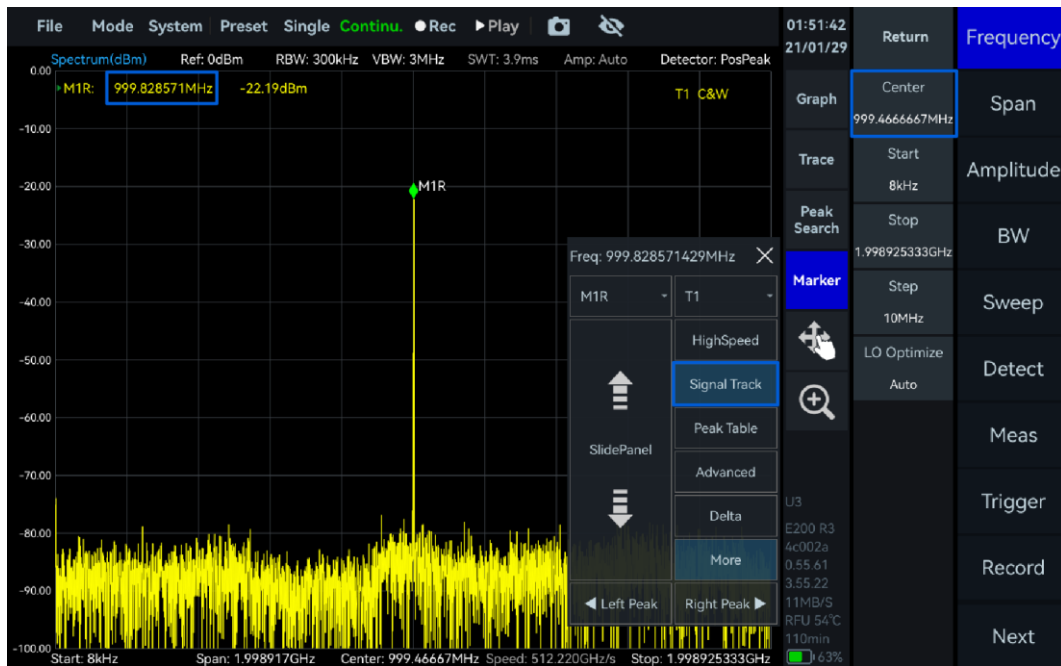 File Mode System Preset Single Continu. Rec Play
Spectrum(dBm) Ref: 0dBm RBW: 300kHz VBW: 3MHz SWT: 3.9ms Amp: Auto Detector: PosPeak
0.00
M1R: 999.828571MHz -22.19dBm
T1 C&W
-10.00
-20.00
M1R
-30.00
-40.00
-50.00
-60.00
-70.00
-80.00
-90.00
-100.00
Start: 8kHz Span: 1.998917GHz Center: 999.46667MHz Speed: 512.220GHz/s Stop: 1.998925333GHz
Freq: 999.828571429MHz
M1R T1
HighSpeed
Signal Track
Peak Table
SlidePanel
Advanced
Delta
More
Left Peak Right Peak
01:51:42
21/01/29
Graph
Trace
Peak
Search
Marker
U3
E200 R3
4c002a
0.55.61
3.55.22
11MB/S
RFU 54°C
110min
63%
Return
Center
999.4666667MHz
Start
8kHz
Stop
1.998925333GHz
Step
10MHz
LO Optimize
Auto
Frequency
Span
Amplitude
BW
Sweep
Detect
Meas
Trigger
Record
Next